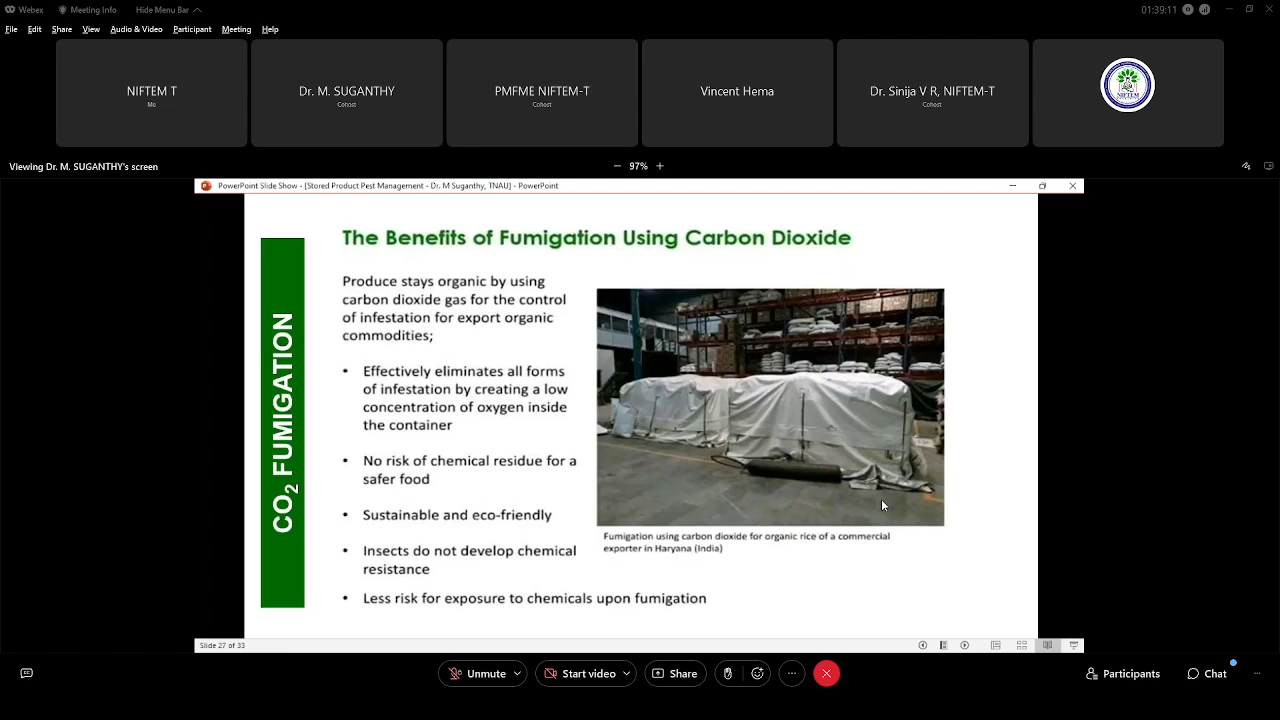 Webex
Meeting Info
Hide Menu Bar
01:39:11
File
Edit
Share
View
Audio & Video
Participant
Meeting
Help
NIFTEM T
Me
Dr. M. SUGANTHY
Cohost
PMFME NIFTEM-T
Cohost
Vincent Hema
Dr. Sinija V R, NIFTEM-T
Cohost
NIFTEM
Viewing Dr. M. SUGANTHY's screen
97%
PowerPoint Slide Show - [Stored Product Pest Management - Dr. M Suganthy, TNAU] - PowerPoint
CO2 FUMIGATION
The Benefits of Fumigation Using Carbon Dioxide
Produce stays organic by using
carbon dioxide gas for the control
of infestation for export organic
commodities;
• Effectively eliminates all forms
of infestation by creating a low
concentration of oxygen inside
the container
• No risk of chemical residue for a
safer food
• Sustainable and eco-friendly
• Insects do not develop chemical
resistance
• Less risk for exposure to chemicals upon fumigation
Fumigation using carbon dioxide for organic rice of a commercial
exporter in Haryana (India)
Slide 27 of 33
Unmute
Start video
Share
Participants
Chat